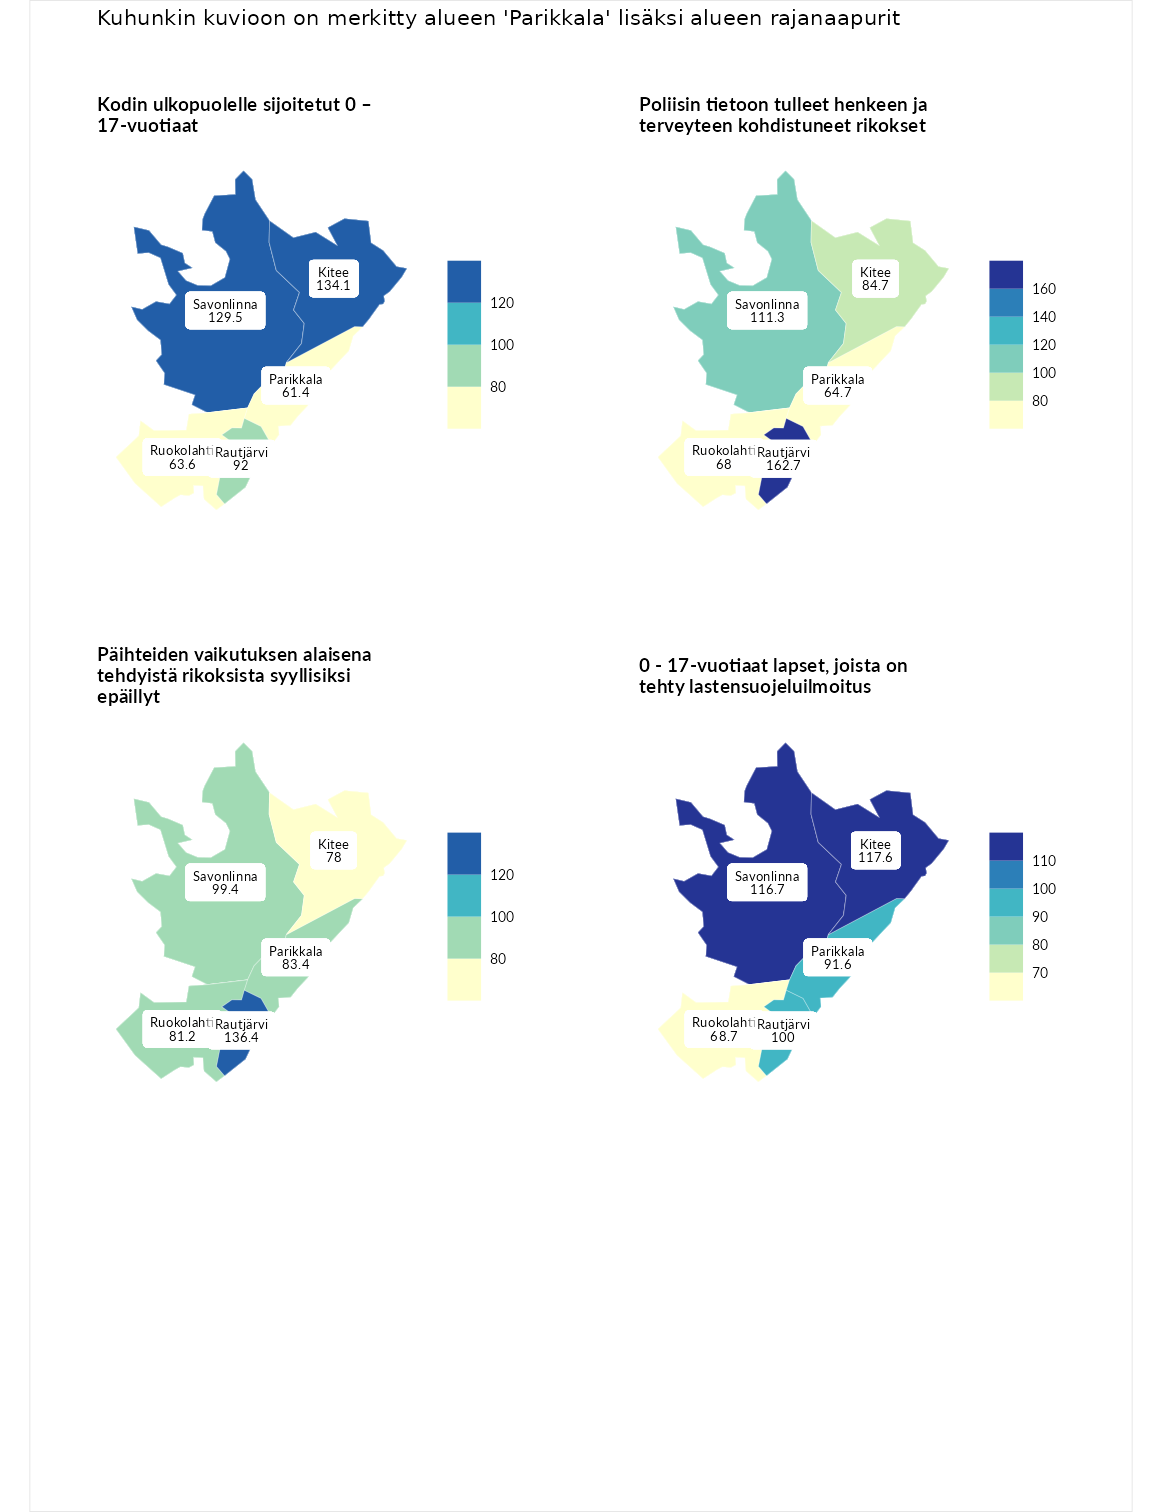 Kuhunkin kuvioon on merkitty alueen 'Parikkala' lisäksi alueen rajanaapurit
Kodin ulkopuolelle sijoitetut 0 –
17-vuotiaat
Kitee
134.1
Savonlinna
129.5
Parikkala
61.4
Ruokolahti
63.6
Rautjärvi
92
120
100
80
Poliisin tietoon tulleet henkeen ja
terveyteen kohdistuneet rikokset
Kitee
84.7
Savonlinna
111.3
Parikkala
64.7
Ruokolahti
68
Rautjärvi
162.7
160
140
120
100
80
Päihteiden vaikutuksen alaisena
tehdyistä rikoksista syyllisiksi
epäillyt
Kitee
78
Savonlinna
99.4
Parikkala
83.4
Ruokolahti
81.2
Rautjärvi
136.4
120
100
80
0 - 17-vuotiaat lapset, joista on
tehty lastensuojeluilmoitus
Kitee
117.6
Savonlinna
116.7
Parikkala
91.6
Ruokolahti
68.7
Rautjärvi
100
110
100
90
80
70